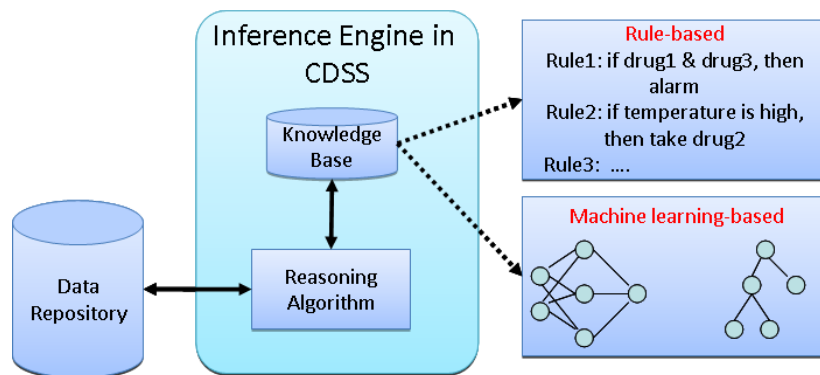 Inference Engine in
CDSS
Knowledge
Base
Reasoning
Algorithm
Data
Repository
Rule-based
Rule1: if drug1 & drug3, then
alarm
Rule2: if temperature is high,
then take drug2
Rule3: ....
Machine learning-based